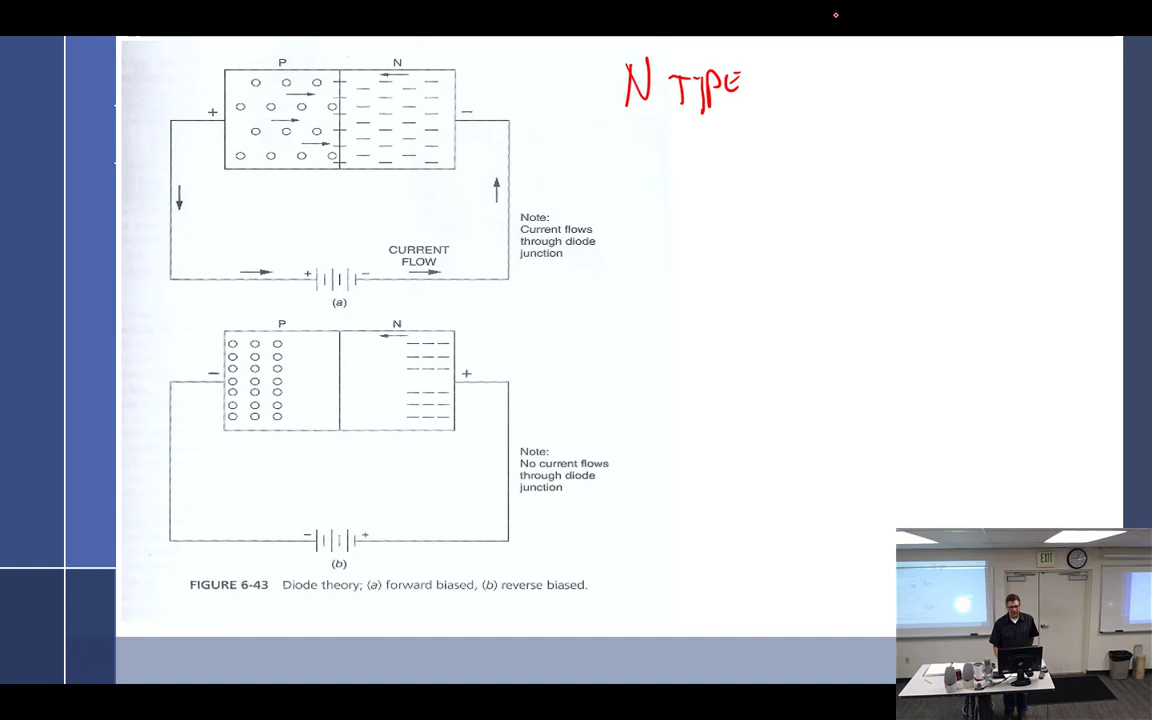 P N
+ −
Note:
Current flows
through diode
junction
CURRENT
FLOW
+ −
(a)
P N
− +
Note:
No current flows
through diode
junction
− +
(b)
FIGURE 6-43 Diode theory; (a) forward biased, (b) reverse biased.
N TYPE
EXIT